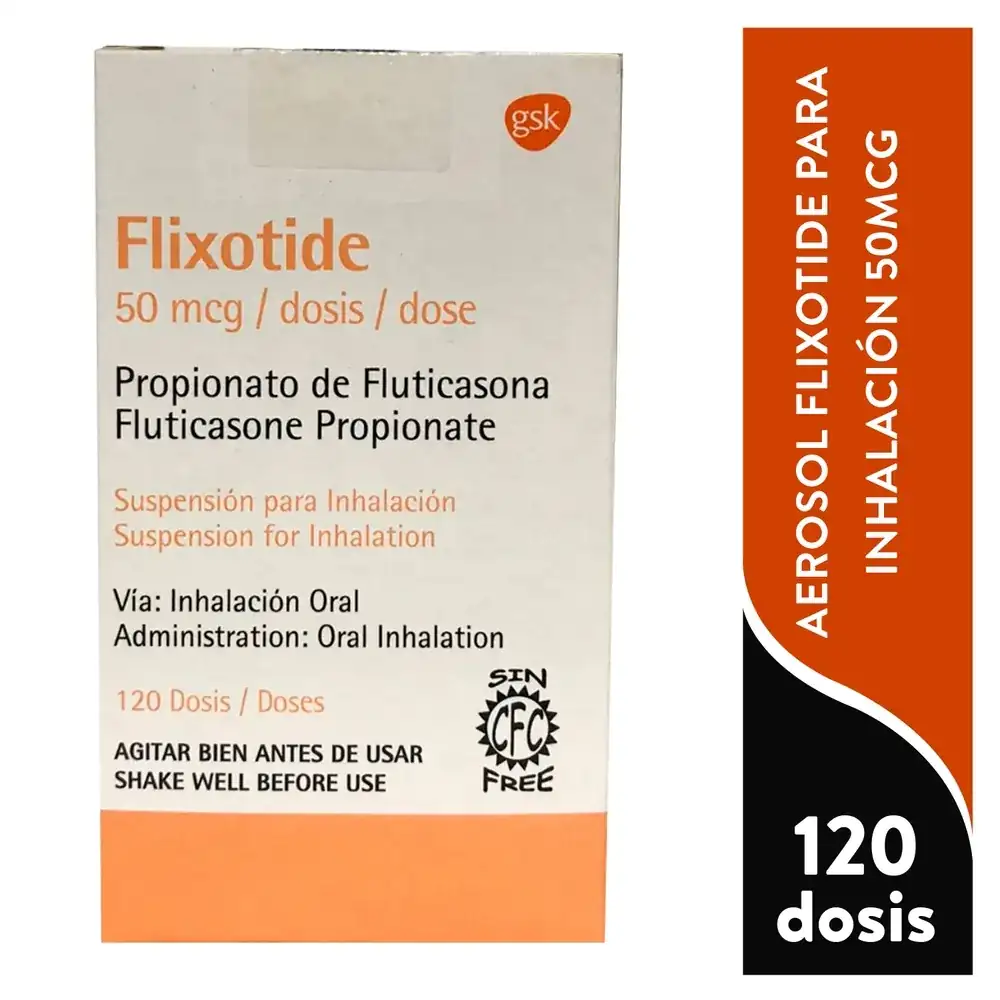 gsk
Flixotide
50 mcg / dosis / dose
Propionato de Fluticasona
Fluticasone Propionate
Suspensión para Inhalación
Suspension for Inhalation
Vía: Inhalación Oral
Administration: Oral Inhalation
120 Dosis / Doses
SIN
CFC
FREE
AGITAR BIEN ANTES DE USAR
SHAKE WELL BEFORE USE
AEROSOL FLIXOTIDE PARA
INHALACIÓN 50MCG
120
dosis